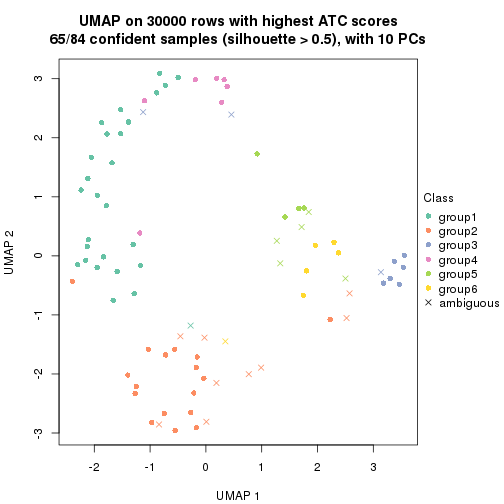 UMAP on 30000 rows with highest ATC scores
65/84 confident samples (silhouette > 0.5), with 10 PCs
3
2
1
0
-1
-2
-3
UMAP 2
-2
-1
0
1
2
3
UMAP 1
Class
group1
group2
group3
group4
group5
group6
ambiguous